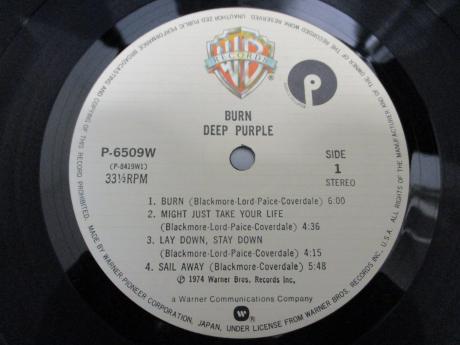 UNAUTHORIZED PUBLIC PERFORMANCE BROADCASTING AND COPYING OF THIS RECORD PROHIBITED.
ALL RIGHTS OF THE MANUFACTURER AND OF THE OWNER OF THE RECORDED WORK RESERVED.
WB
RECORDS
P
BURN
DEEP PURPLE
P-6509W
(P-8419W1)
33⅓RPM
SIDE
1
STEREO
1. BURN (Blackmore-Lord-Paice-Coverdale) 6:00
2. MIGHT JUST TAKE YOUR LIFE
(Blackmore-Lord-Paice-Coverdale) 4:36
3. LAY DOWN, STAY DOWN
(Blackmore-Lord-Paice-Coverdale) 4:15
4. SAIL AWAY (Blackmore-Coverdale) 5:48
℗ 1974 Warner Bros. Records Inc.
a Warner Communications Company
W
MADE BY WARNER-PIONEER CORPORATION, JAPAN, UNDER LICENSE FROM WARNER BROS. RECORDS INC., U.S.A.